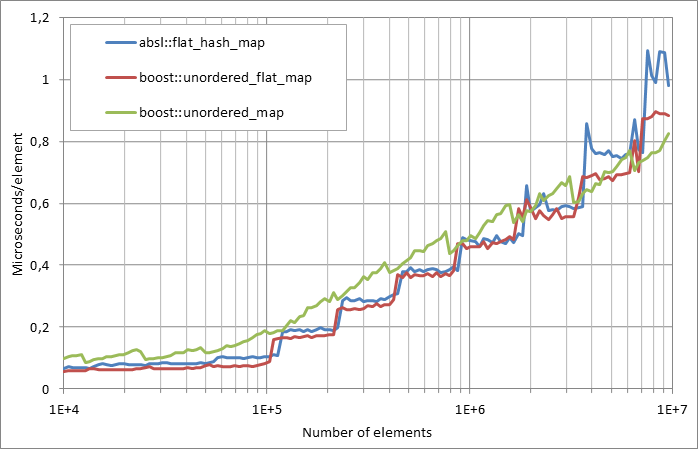 1,2
1
0,8
0,6
0,4
0,2
0
Microseconds/element
absl::flat_hash_map
boost::unordered_flat_map
boost::unordered_map
1E+4
1E+5
1E+6
1E+7
Number of elements